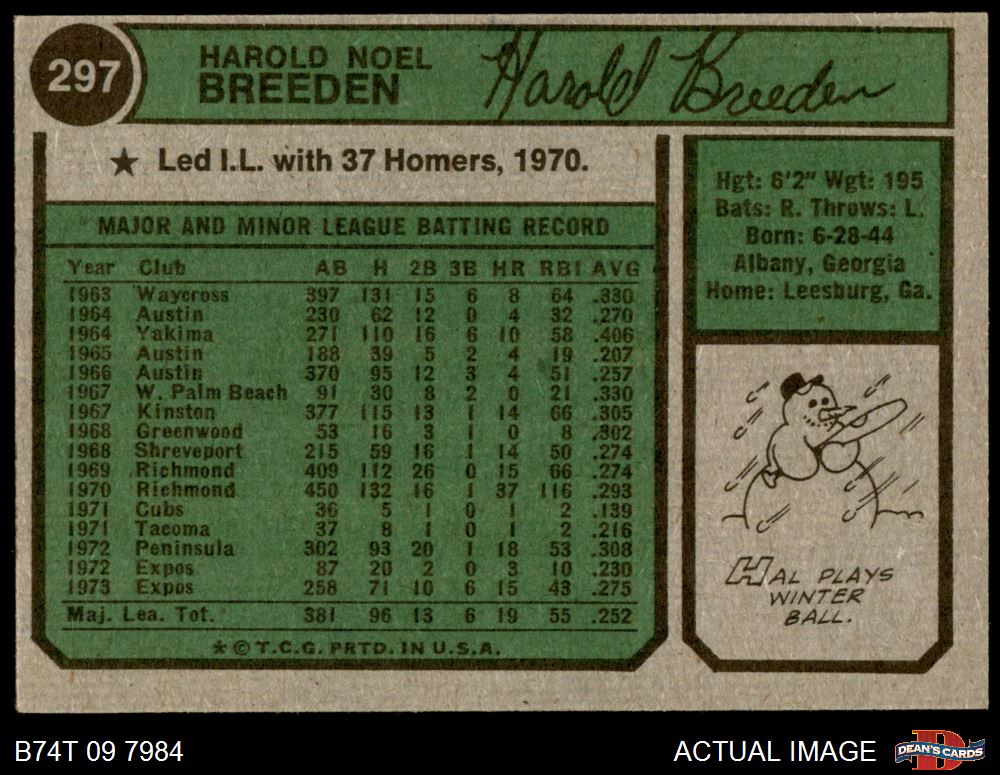 297
HAROLD NOEL
BREEDEN
Harold Breeden
★ Led I.L. with 37 Homers, 1970.
MAJOR AND MINOR LEAGUE BATTING RECORD
Year Club AB H 2B 3B HR RBI AVG
1963 Waycross 397 131 15 6 8 64 .330
1964 Austin 230 62 12 0 4 32 .270
1964 Yakima 271 110 16 6 10 58 .406
1965 Austin 188 39 5 2 4 19 .207
1966 Austin 370 95 12 3 4 51 .257
1967 W. Palm Beach 91 30 8 2 0 21 .330
1967 Kinston 377 115 13 1 14 66 .305
1968 Greenwood 53 16 3 1 0 8 .302
1968 Shreveport 215 59 16 1 14 50 .274
1969 Richmond 409 112 26 0 15 66 .274
1970 Richmond 450 132 16 1 37 116 .293
1971 Cubs 36 5 1 0 1 2 .139
1971 Tacoma 37 8 1 0 1 2 .216
1972 Peninsula 302 93 20 1 18 53 .308
1972 Expos 87 20 2 0 3 10 .230
1973 Expos 258 71 10 6 15 43 .275
Maj. Lea. Tot. 381 96 13 6 19 55 .252
★ © T.C.G. PRTD. IN U.S.A.
Hgt: 6'2" Wgt: 195
Bats: R. Throws: L.
Born: 6-28-44
Albany, Georgia
Home: Leesburg, Ga.
HAL PLAYS
WINTER
BALL.
B74T 09 7984
ACTUAL IMAGE
D
DEAN'S CARDS